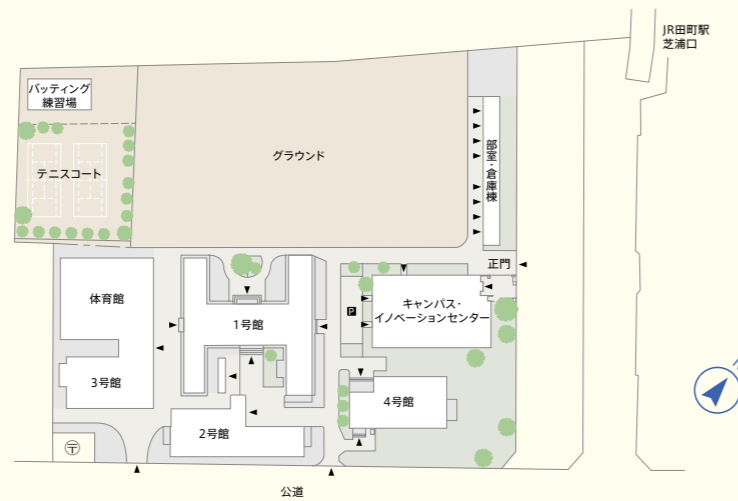 JR田町駅
芝浦口
バッティング
練習場
グラウンド
部室・倉庫棟
テニスコート
正門
体育館
キャンパス・
イノベーションセンター
P
1号館
3号館
4号館
2号館
〒
公道